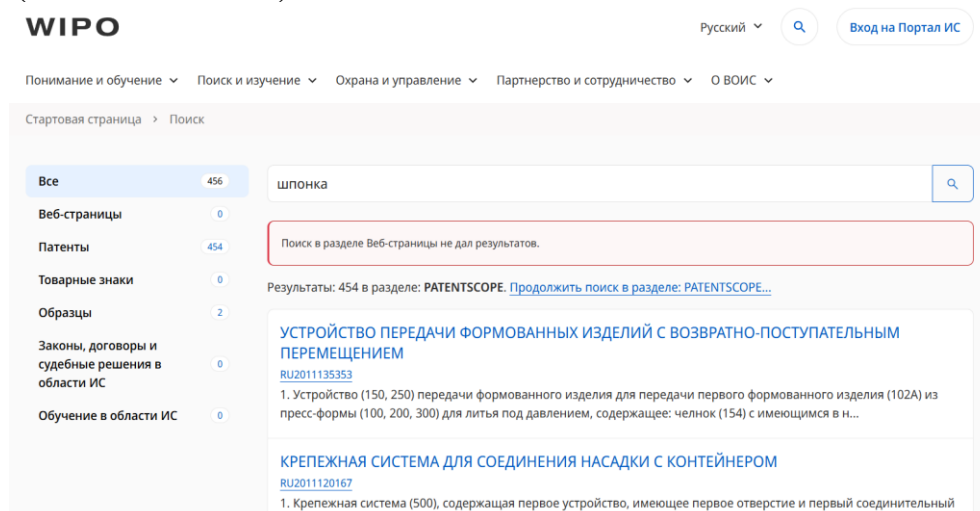 WIPO
Русский
Вход на Портал ИС
Понимание и обучение Поиск и изучение Охрана и управление Партнерство и сотрудничество О ВОИС
Стартовая страница > Поиск
Все 456
Веб-страницы 0
Патенты 454
Товарные знаки 0
Образцы 2
Законы, договоры и
судебные решения в
области ИС 0
Обучение в области ИС 0
шпонка
Поиск в разделе Веб-страницы не дал результатов.
Результаты: 454 в разделе: PATENTSCOPE. Продолжить поиск в разделе: PATENTSCOPE...
УСТРОЙСТВО ПЕРЕДАЧИ ФОРМОВАННЫХ ИЗДЕЛИЙ С ВОЗВРАТНО-ПОСТУПАТЕЛЬНЫМ
ПЕРЕМЕЩЕНИЕМ
RU2011135353
1. Устройство (150, 250) передачи формованного изделия для передачи первого формованного изделия (102A) из
пресс-формы (100, 200, 300) для литья под давлением, содержащее: челнок (154) с имеющимся в н...
КРЕПЕЖНАЯ СИСТЕМА ДЛЯ СОЕДИНЕНИЯ НАСАДКИ С КОНТЕЙНЕРОМ
RU2011120167
1. Крепежная система (500), содержащая первое устройство, имеющее первое отверстие и первый соединительный